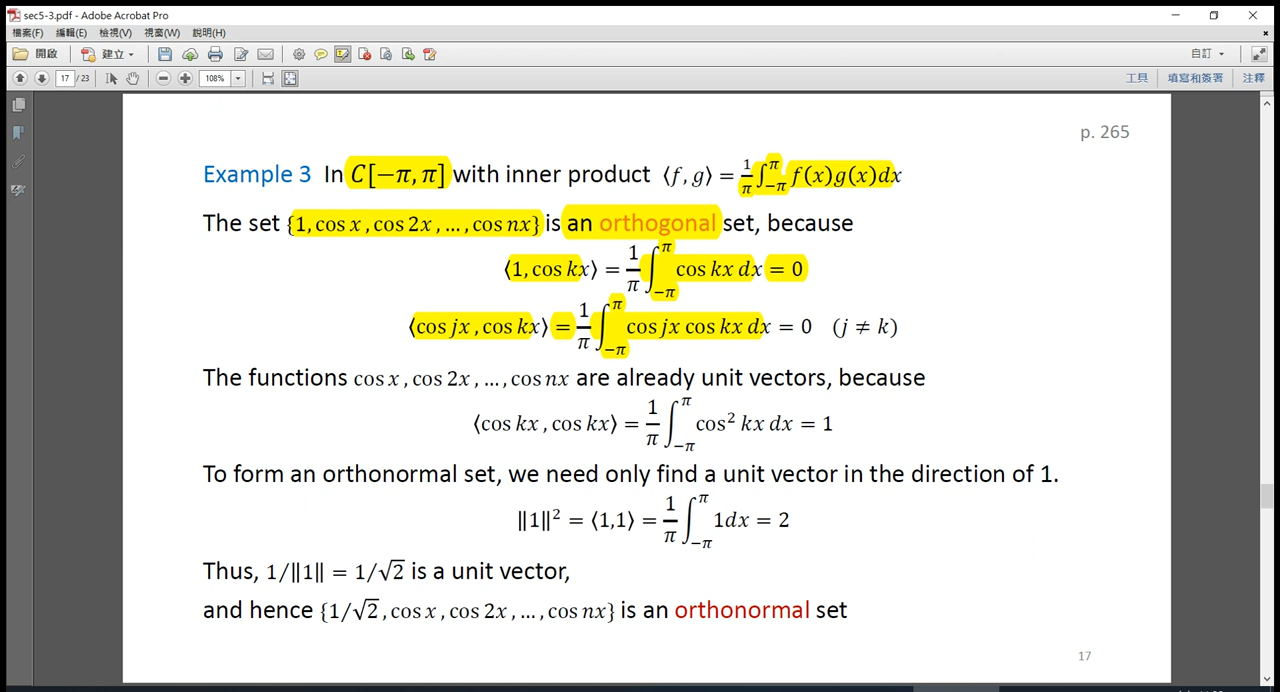 sec5-3.pdf - Adobe Acrobat Pro
檔案(F) 編輯(E) 檢視(V) 視窗(W) 說明(H)
開啟 建立 自訂
17 / 23 108% 工具 填寫和簽署 注釋
p. 265
Example 3 In C[−π, π] with inner product ⟨f, g⟩ = 1/π ∫_{−π}^{π} f(x)g(x)dx
The set {1, cos x , cos 2x , ..., cos nx} is an orthogonal set, because
⟨1, cos kx⟩ = 1/π ∫_{−π}^{π} cos kx dx = 0
⟨cos jx , cos kx⟩ = 1/π ∫_{−π}^{π} cos jx cos kx dx = 0 (j ≠ k)
The functions cos x , cos 2x , ..., cos nx are already unit vectors, because
⟨cos kx , cos kx⟩ = 1/π ∫_{−π}^{π} cos² kx dx = 1
To form an orthonormal set, we need only find a unit vector in the direction of 1.
‖1‖² = ⟨1,1⟩ = 1/π ∫_{−π}^{π} 1dx = 2
Thus, 1/‖1‖ = 1/√2 is a unit vector,
and hence {1/√2, cos x , cos 2x , ..., cos nx} is an orthonormal set
17